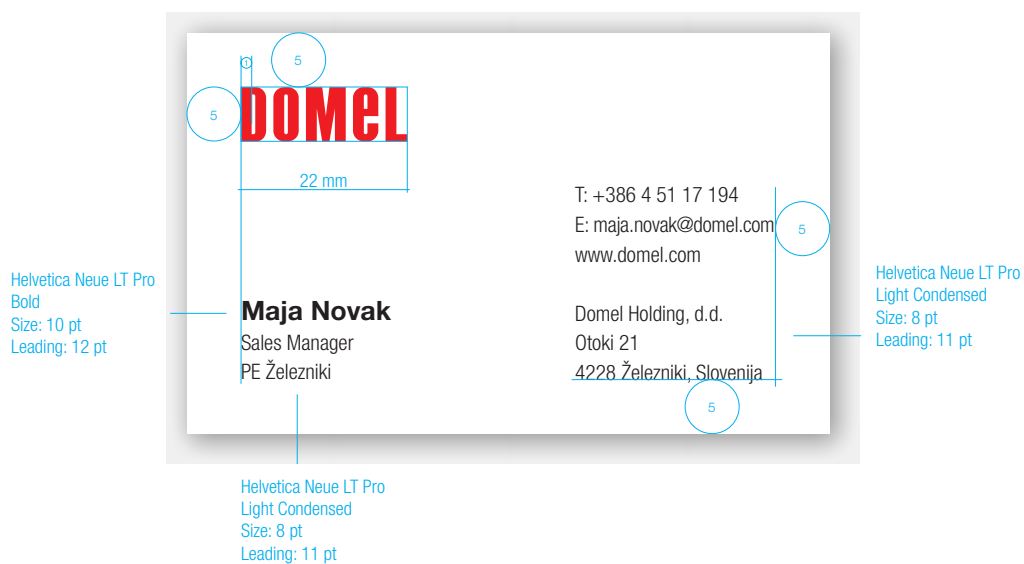 1
5
5
DOMEL
22 mm
T: +386 4 51 17 194
E: maja.novak@domel.com
www.domel.com
5
Helvetica Neue LT Pro
Bold
Size: 10 pt
Leading: 12 pt
Maja Novak
Sales Manager
PE Železniki
Domel Holding, d.d.
Otoki 21
4228 Železniki, Slovenija
5
Helvetica Neue LT Pro
Light Condensed
Size: 8 pt
Leading: 11 pt
Helvetica Neue LT Pro
Light Condensed
Size: 8 pt
Leading: 11 pt